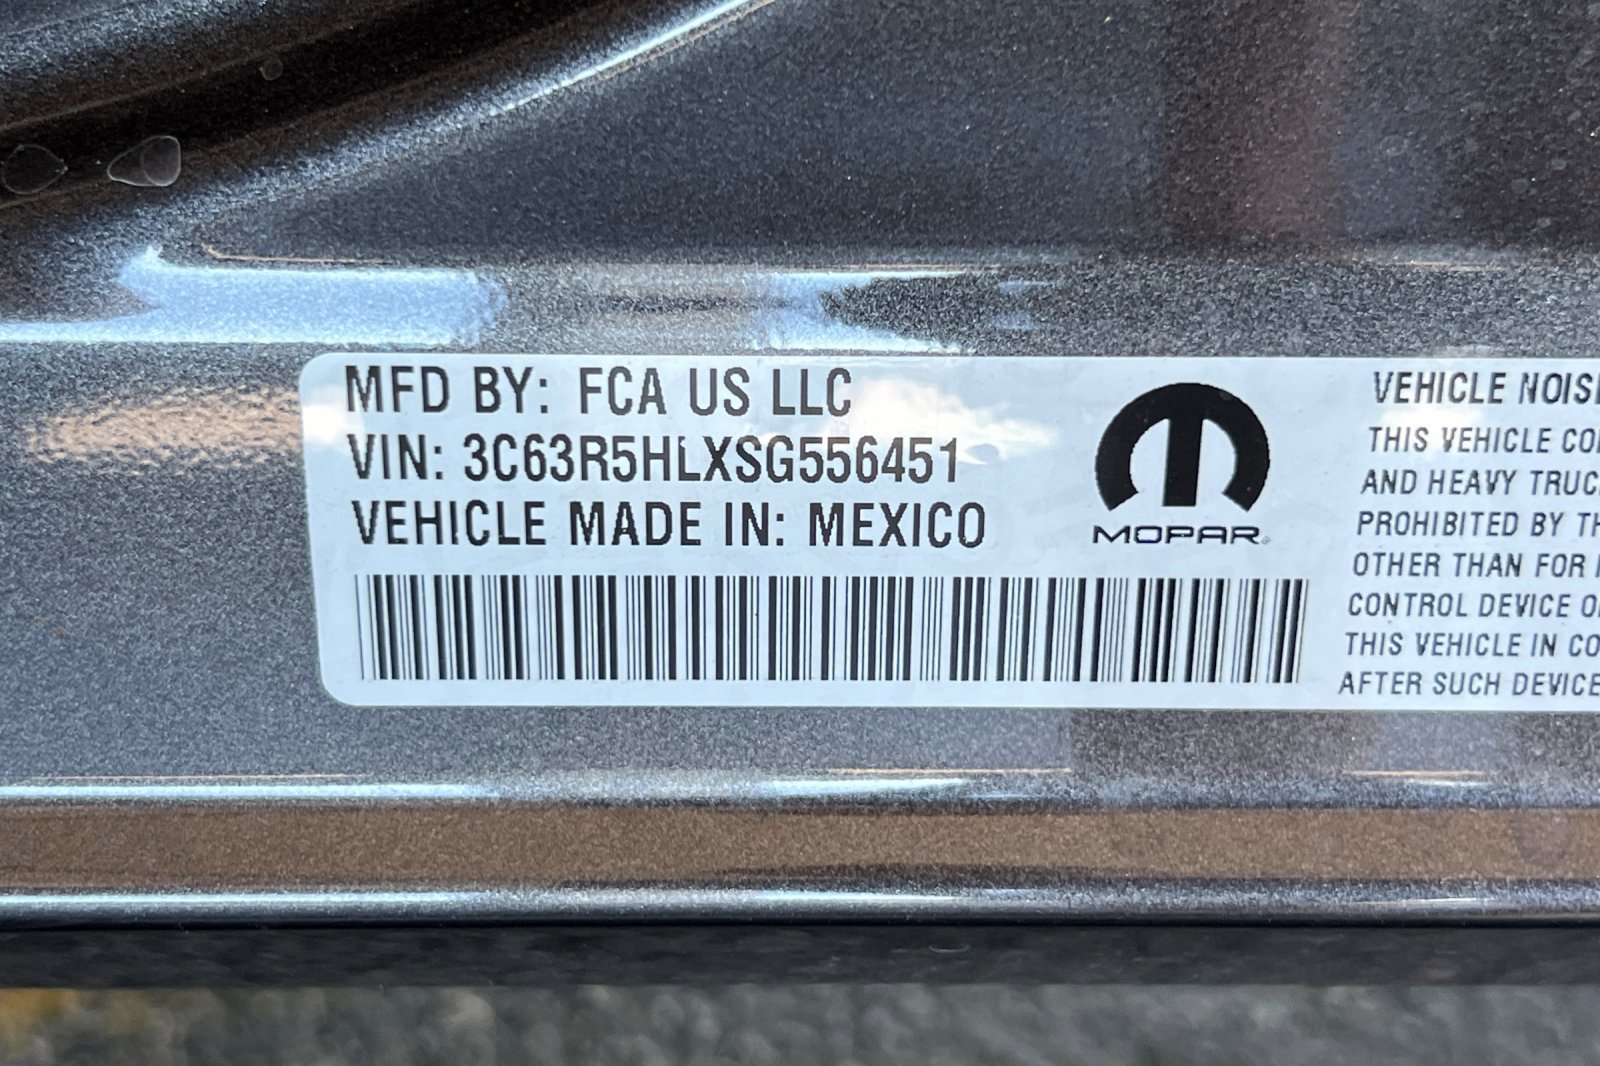 MFD BY: FCA US LLC
VIN: 3C63R5HLXSG556451
VEHICLE MADE IN: MEXICO
MOPAR
VEHICLE NOISE
THIS VEHICLE CO
AND HEAVY TRUC
PROHIBITED BY TH
OTHER THAN FOR
CONTROL DEVICE O
THIS VEHICLE IN CO
AFTER SUCH DEVICE